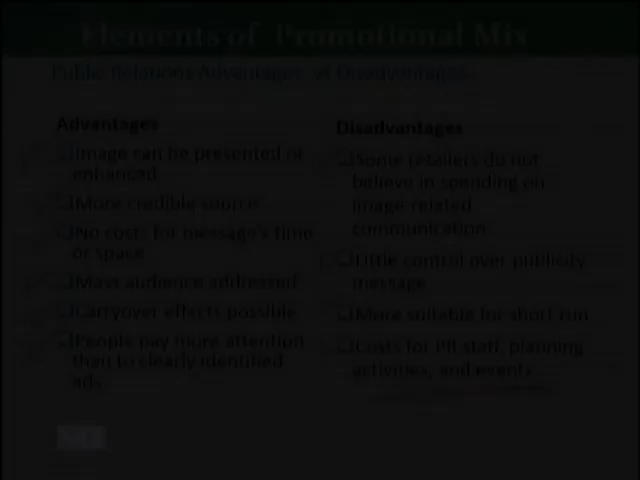 Elements of Promotional Mix
Public Relations Advantages
Disadvantages
Advantages
Image can be presented or
enhanced
More credible source
No costs for message's time
or space
Mass audience addressed
Carryover effects possible
People pay more attention
than to clearly identified
ads
Disadvantages
Some retailers do not
believe in spending on
image related
communication
Little control over publicity
message
More suitable for short run
Costs for PR staff, planning
activities, and events